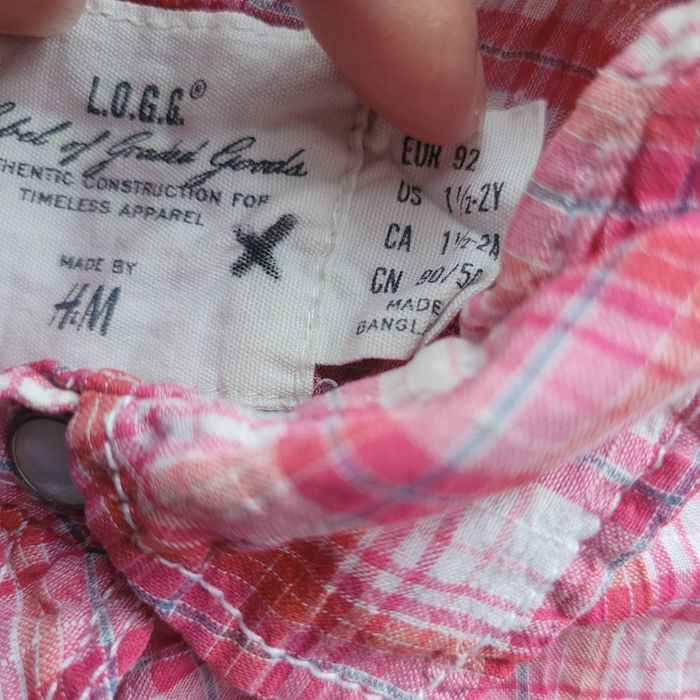 L.O.G.G.®
Label of Graded Goods
AUTHENTIC CONSTRUCTION FOR
TIMELESS APPAREL
MADE BY
H&M
EUR 92
US 1½-2Y
CA 1½-2A
CN 90/5
MADE
BANGL